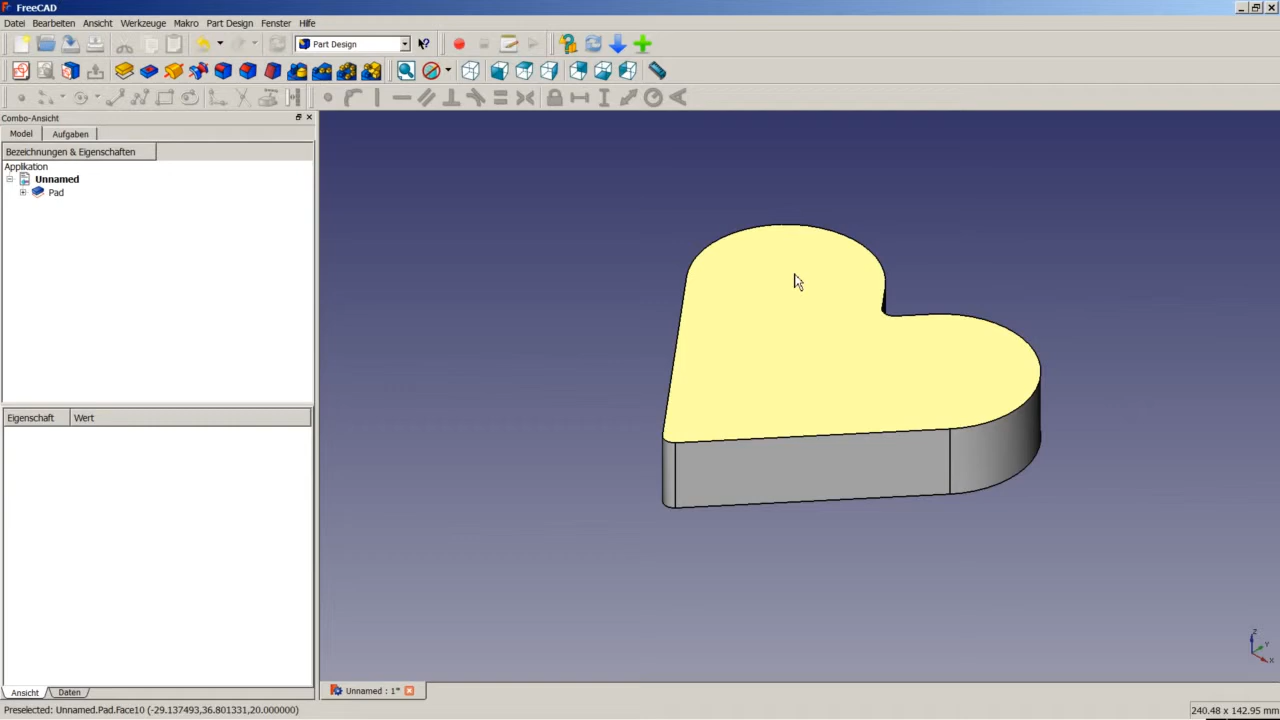 FreeCAD
Datei Bearbeiten Ansicht Werkzeuge Makro Part Design Fenster Hilfe
Part Design
Combo-Ansicht
Model Aufgaben
Bezeichnungen & Eigenschaften
Applikation
Unnamed
Pad
Eigenschaft Wert
Z
Y
X
Ansicht Daten
Unnamed : 1*
Preselected: Unnamed.Pad.Face10 (-29.137493,36.801331,20.000000)
240.48 x 142.95 mm